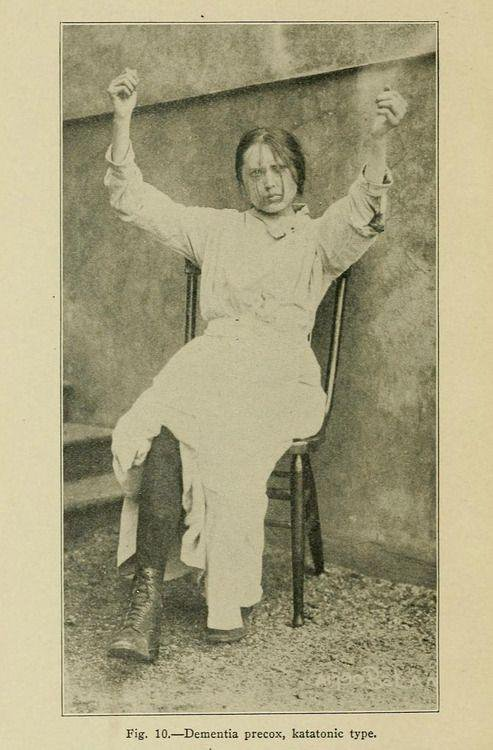 Fig. 10.—Dementia precox, katatonic type.